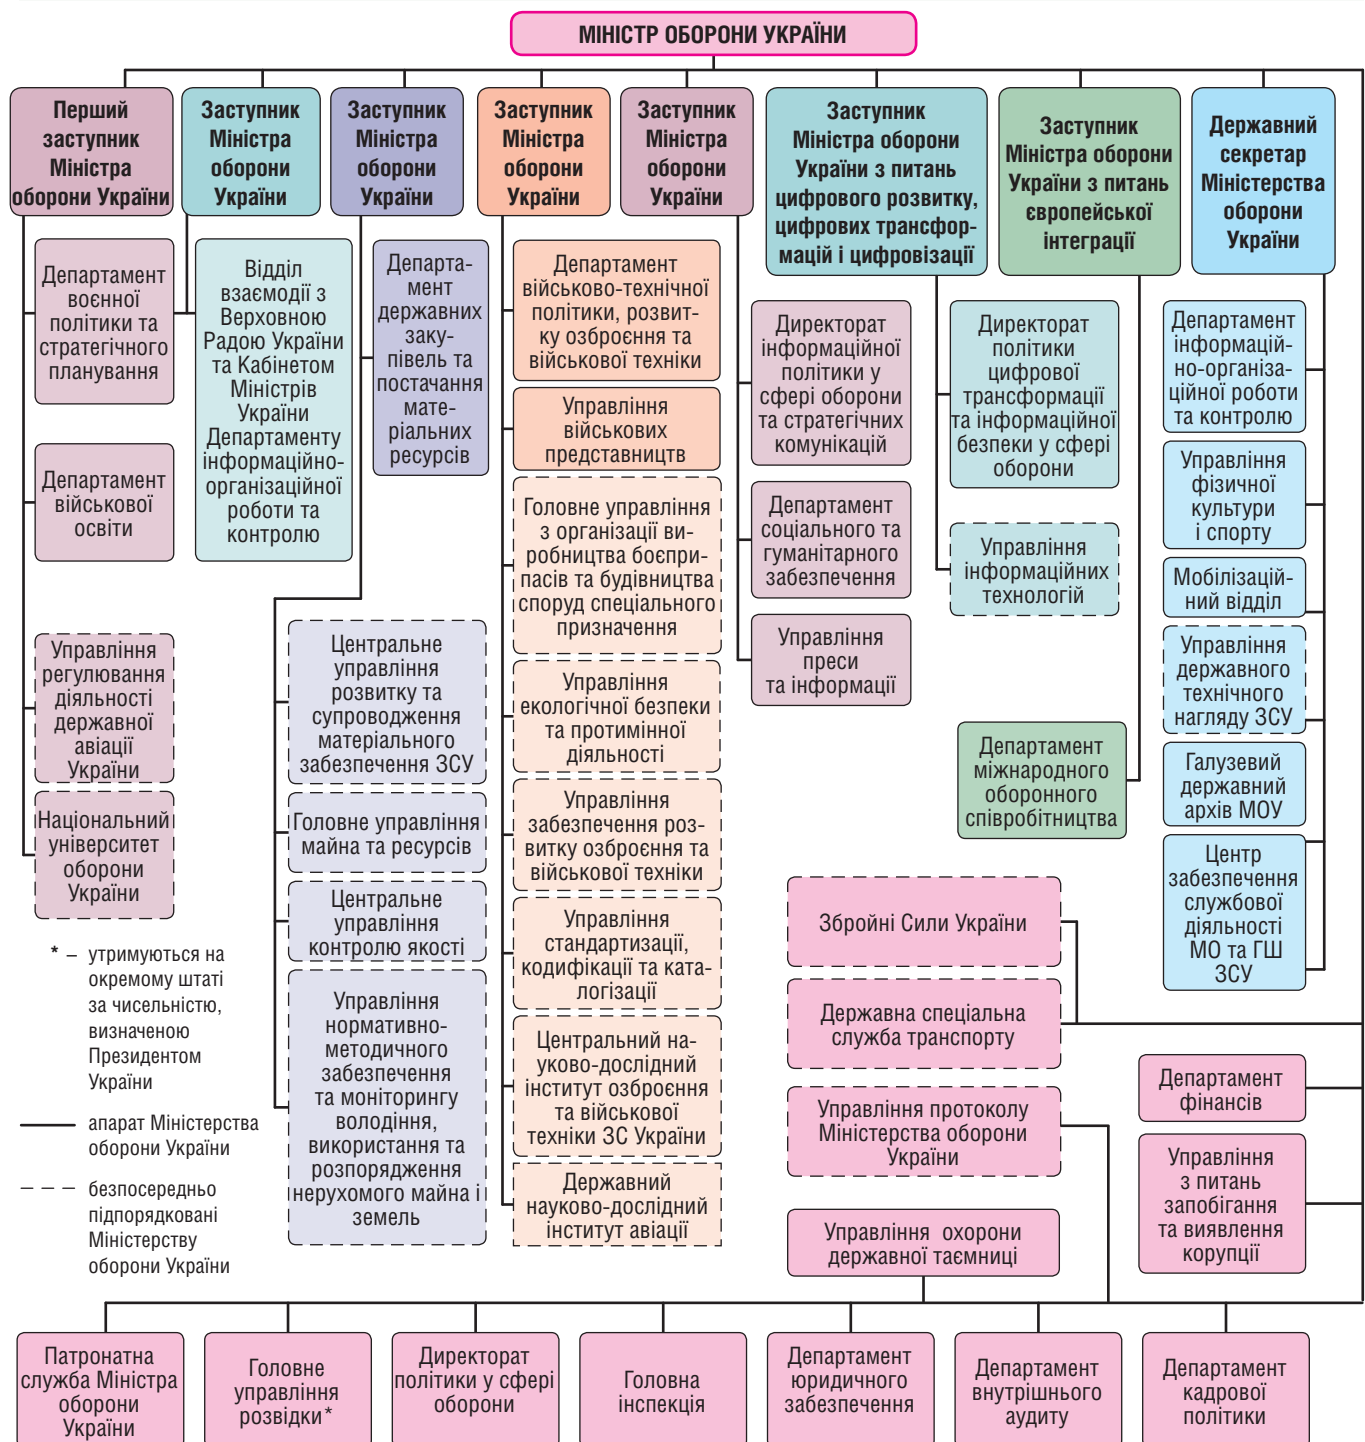 МІНІСТР ОБОРОНИ УКРАЇНИ
Перший
заступник
Міністра
оборони України
Заступник
Міністра
оборони
України
Заступник
Міністра
оборони
України
Заступник
Міністра
оборони
України
Заступник
Міністра
оборони
України
Заступник
Міністра оборони
України з питань
цифрового розвитку,
цифрових трансфор-
мацій і цифровізації
Заступник
Міністра оборони
України з питань
європейської
інтеграції
Державний
секретар
Міністерства
оборони
України
Департамент
воєнної
політики та
стратегічного
планування
Департамент
військової
освіти
Управління
регулювання
діяльності
державної
авіації
України
Національний
університет
оборони
України
Відділ
взаємодії з
Верховною
Радою України
та Кабінетом
Міністрів
України
Департаменту
інформаційно-
організаційної
роботи та
контролю
Департа-
мент
державних
заку-
півель та
постачання
мате-
ріальних
ресурсів
Центральне
управління
розвитку та
супроводження
матеріального
забезпечення ЗСУ
Головне управління
майна та ресурсів
Центральне
управління
контролю якості
Управління
нормативно-
методичного
забезпечення
та моніторингу
володіння,
використання та
розпорядження
нерухомого майна і
земель
Департамент
військово-технічної
політики, розвит-
ку озброєння та
військової техніки
Управління
військових
представництв
Головне управління
з організації ви-
робництва боєпри-
пасів та будівництва
споруд спеціального
призначення
Управління
екологічної безпеки
та протимінної
діяльності
Управління
забезпечення роз-
витку озброєння та
військової техніки
Управління
стандартизації,
кодифікації та ката-
логізації
Центральний на-
уково-дослідний
інститут озброєння
та військової
техніки ЗС України
Державний
науково-дослідний
інститут авіації
Директорат
інформаційної
політики у
сфері оборони
та стратегічних
комунікацій
Департамент
соціального та
гуманітарного
забезпечення
Управління
преси
та інформації
Директорат
політики
цифрової
трансформації
та інформаційної
безпеки у сфері
оборони
Управління
інформаційних
технологій
Департамент
міжнародного
оборонного
співробітництва
Департамент
інформацій-
но-організа-
ційної роботи
та контролю
Управління
фізичної
культури
і спорту
Мобілізацій-
ний відділ
Управління
державного
технічного
нагляду ЗСУ
Галузевий
державний
архів МОУ
Центр
забезпечення
службової
діяльності
МО та ГШ
ЗСУ
* – утримуються на
окремому штаті
за чисельністю,
визначеною
Президентом
України
апарат Міністерства
оборони України
безпосередньо
підпорядковані
Міністерству
оборони України
Збройні Сили України
Державна спеціальна
служба транспорту
Управління протоколу
Міністерства оборони
України
Управління охорони
державної таємниці
Департамент
фінансів
Управління
з питань
запобігання
та виявлення
корупції
Патронатна
служба Міністра
оборони
України
Головне
управління
розвідки*
Директорат
політики у сфері
оборони
Головна
інспекція
Департамент
юридичного
забезпечення
Департамент
внутрішнього
аудиту
Департамент
кадрової
політики